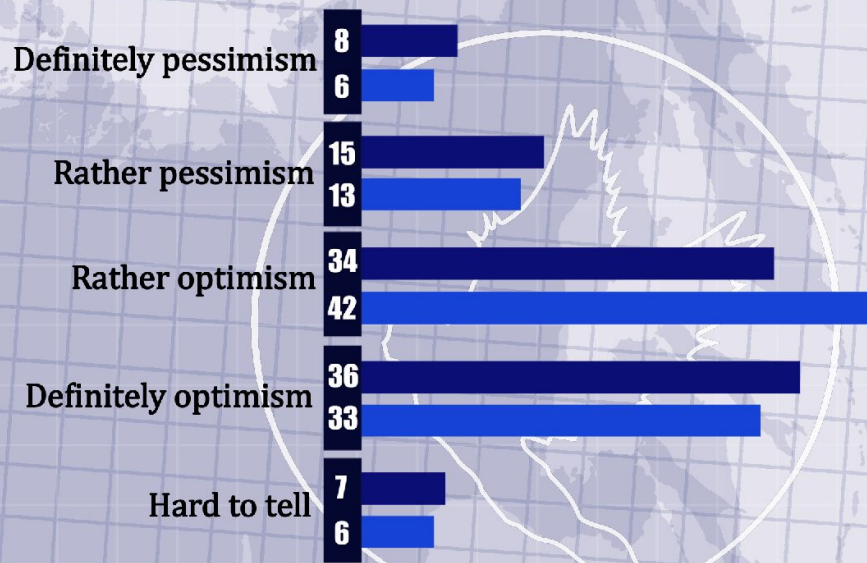 Definitely pessimism
8
6
Rather pessimism
15
13
Rather optimism
34
42
Definitely optimism
36
33
Hard to tell
7
6